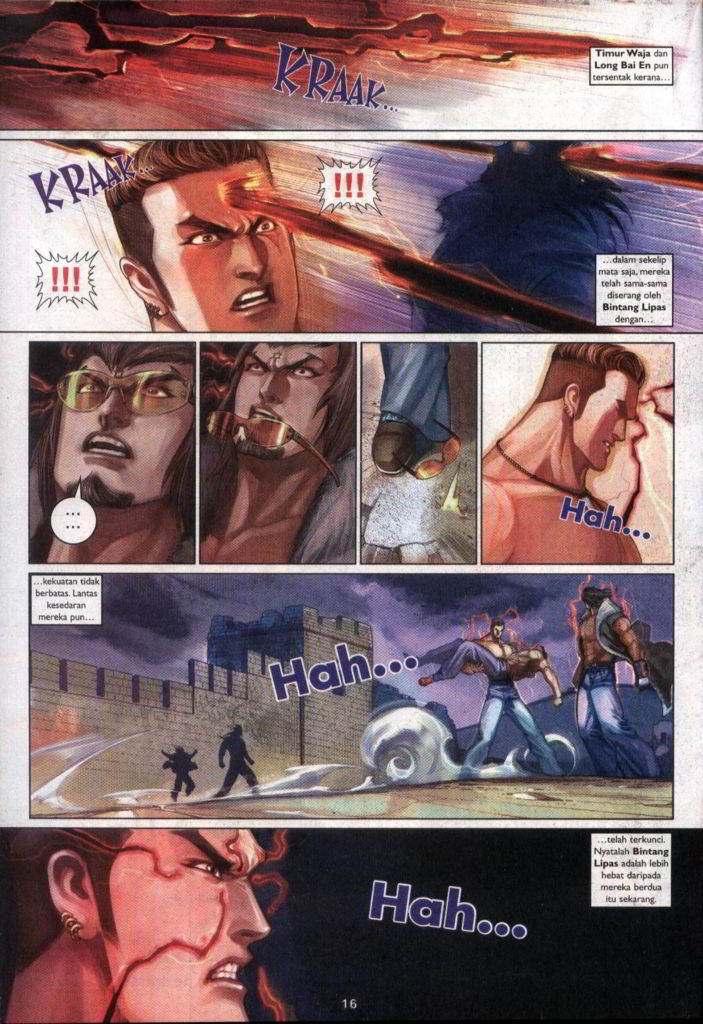 KRAAK...
Timur Waja dan
Long Bai En pun
tersentak kerana...
KRAAK...
!!!
!!!
...dalam sekelip
mata saja, mereka
telah sama-sama
diserang oleh
Bintang Lipas
dengan...
...
...
Hah...
...kekuatan tidak
berbatas. Lantas
kesedaran
mereka pun...
Hah...
...telah terkunci.
Nyatalah Bintang
Lipas adalah lebih
hebat daripada
mereka berdua
itu sekarang.
Hah...
16